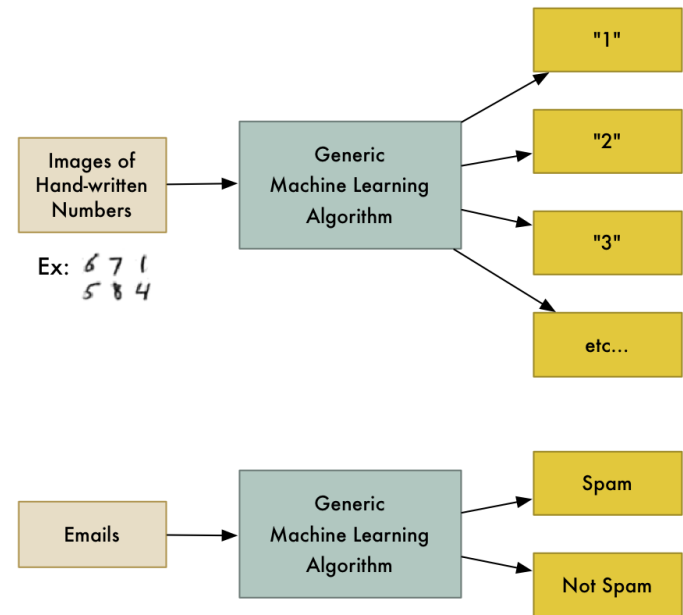 "1"
Images of
Hand-written
Numbers
Generic
Machine Learning
Algorithm
"2"
"3"
etc...
Ex: 6 7 1
5 8 4
Emails
Generic
Machine Learning
Algorithm
Spam
Not Spam